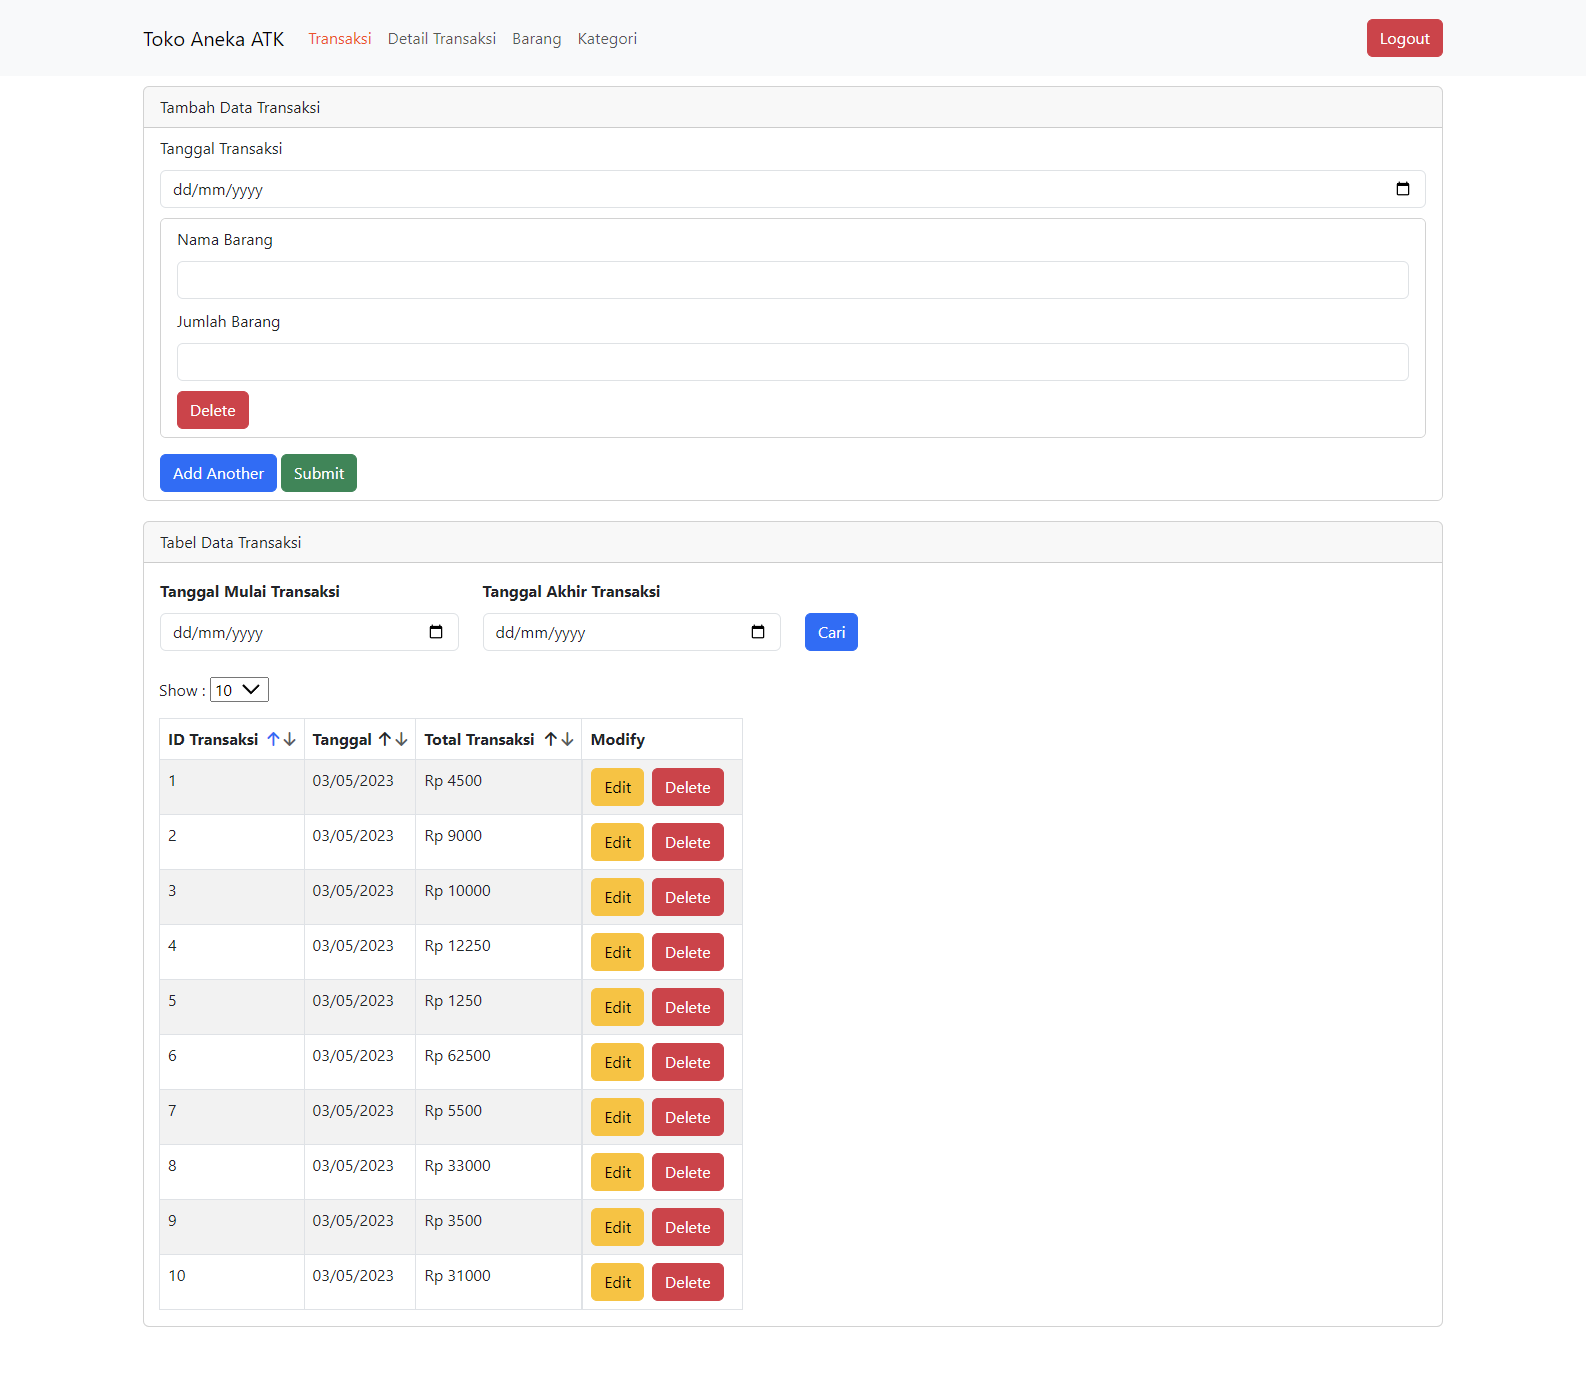 Toko Aneka ATK Transaksi Detail Transaksi Barang Kategori Logout
Tambah Data Transaksi
Tanggal Transaksi
dd/mm/yyyy
Nama Barang
Jumlah Barang
Delete
Add Another Submit
Tabel Data Transaksi
Tanggal Mulai Transaksi Tanggal Akhir Transaksi
dd/mm/yyyy dd/mm/yyyy Cari
Show : 10
ID Transaksi Tanggal Total Transaksi Modify
1 03/05/2023 Rp 4500 Edit Delete
2 03/05/2023 Rp 9000 Edit Delete
3 03/05/2023 Rp 10000 Edit Delete
4 03/05/2023 Rp 12250 Edit Delete
5 03/05/2023 Rp 1250 Edit Delete
6 03/05/2023 Rp 62500 Edit Delete
7 03/05/2023 Rp 5500 Edit Delete
8 03/05/2023 Rp 33000 Edit Delete
9 03/05/2023 Rp 3500 Edit Delete
10 03/05/2023 Rp 31000 Edit Delete